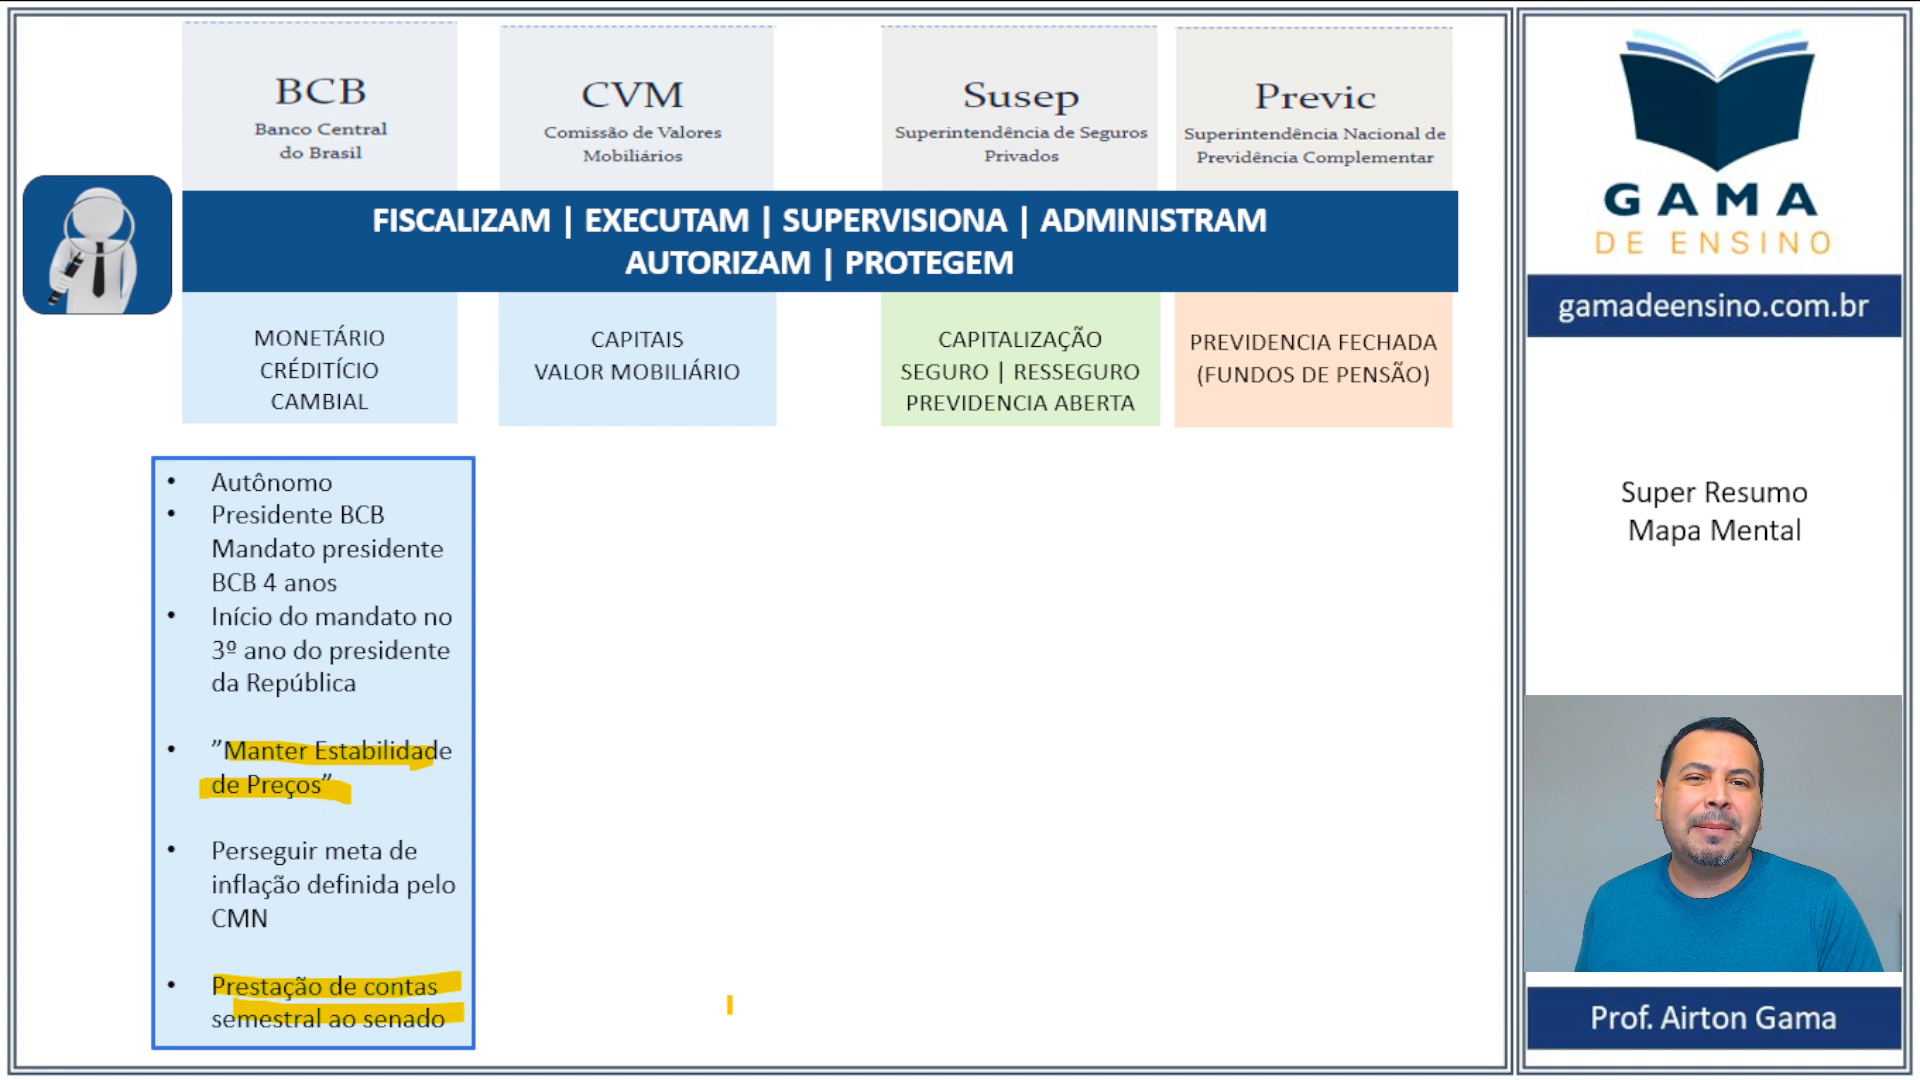 BCB
Banco Central
do Brasil
CVM
Comissão de Valores
Mobiliários
Susep
Superintendência de Seguros
Privados
Previc
Superintendência Nacional de
Previdência Complementar
FISCALIZAM | EXECUTAM | SUPERVISIONA | ADMINISTRAM
AUTORIZAM | PROTEGEM
MONETÁRIO
CRÉDITÍCIO
CAMBIAL
CAPITAIS
VALOR MOBILIÁRIO
CAPITALIZAÇÃO
SEGURO | RESSEGURO
PREVIDENCIA ABERTA
PREVIDENCIA FECHADA
(FUNDOS DE PENSÃO)
• Autônomo
• Presidente BCB
Mandato presidente
BCB 4 anos
• Início do mandato no
3º ano do presidente
da República
• ”Manter Estabilidade
de Preços”
• Perseguir meta de
inflação definida pelo
CMN
• Prestação de contas
semestral ao senado
GAMA
DE ENSINO
gamadeensino.com.br
Super Resumo
Mapa Mental
Prof. Airton Gama